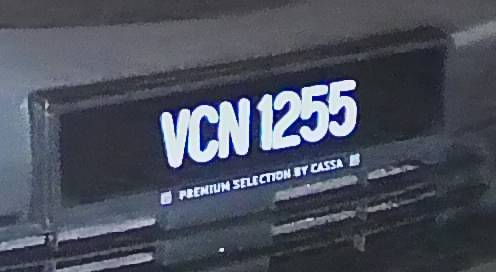 VCN 1255
PREMIUM SELECTION BY CASSA